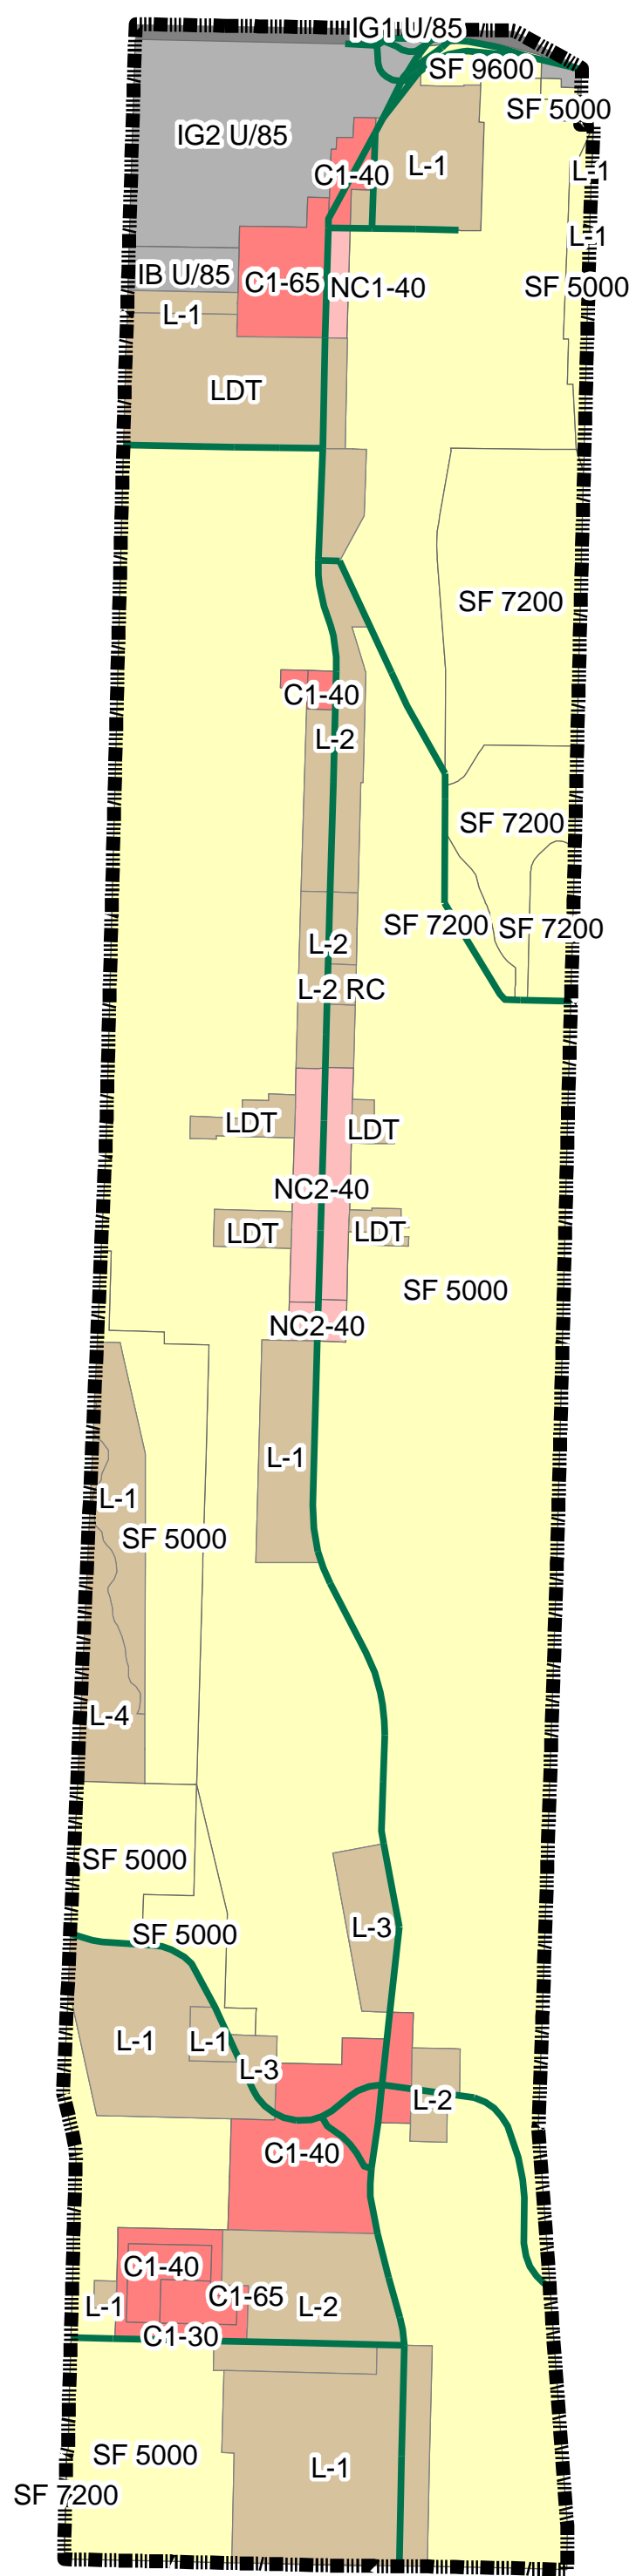 IG1 U/85
SF 9600
SF 5000
IG2 U/85
L-1
C1-40
L-1
L-1
IB U/85
C1-65
NC1-40
SF 5000
L-1
LDT
SF 7200
C1-40
L-2
SF 7200
SF 7200
SF 7200
L-2
L-2 RC
LDT
LDT
NC2-40
LDT
LDT
SF 5000
NC2-40
L-1
L-1
SF 5000
L-4
SF 5000
L-3
SF 5000
L-1
L-1
L-3
L-2
C1-40
C1-40
C1-65
L-1
L-2
C1-30
SF 5000
L-1
SF 7200